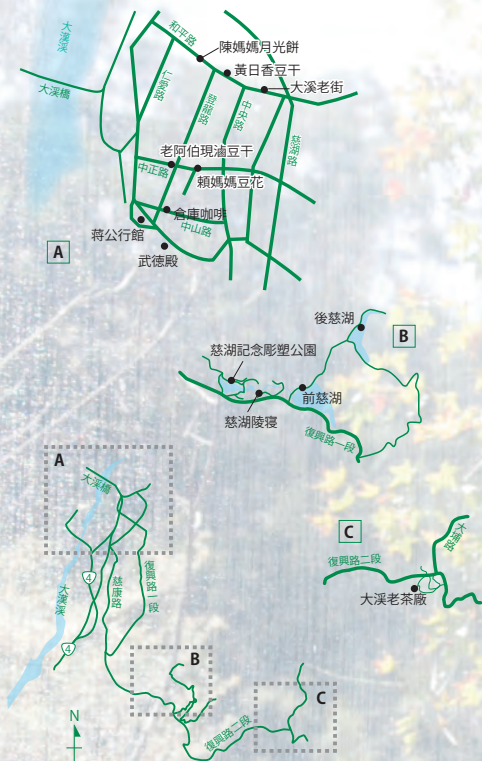 大溪溪
大溪橋
和平路
陳媽媽月光餅
黃日香豆干
大溪老街
仁愛路
登龍路
中央路
慈湖路
老阿伯現滷豆干
中正路
賴媽媽豆花
倉庫咖啡
中山路
蒋公行館
武德殿
A
後慈湖
B
慈湖記念彫塑公園
前慈湖
慈湖陵寝
復興路一段
A
大溪橋
4
慈康路
復興路一段
大漢溪
4
C
大埔路
復興路二段
大溪老茶廠
B
C
復興路二段
N